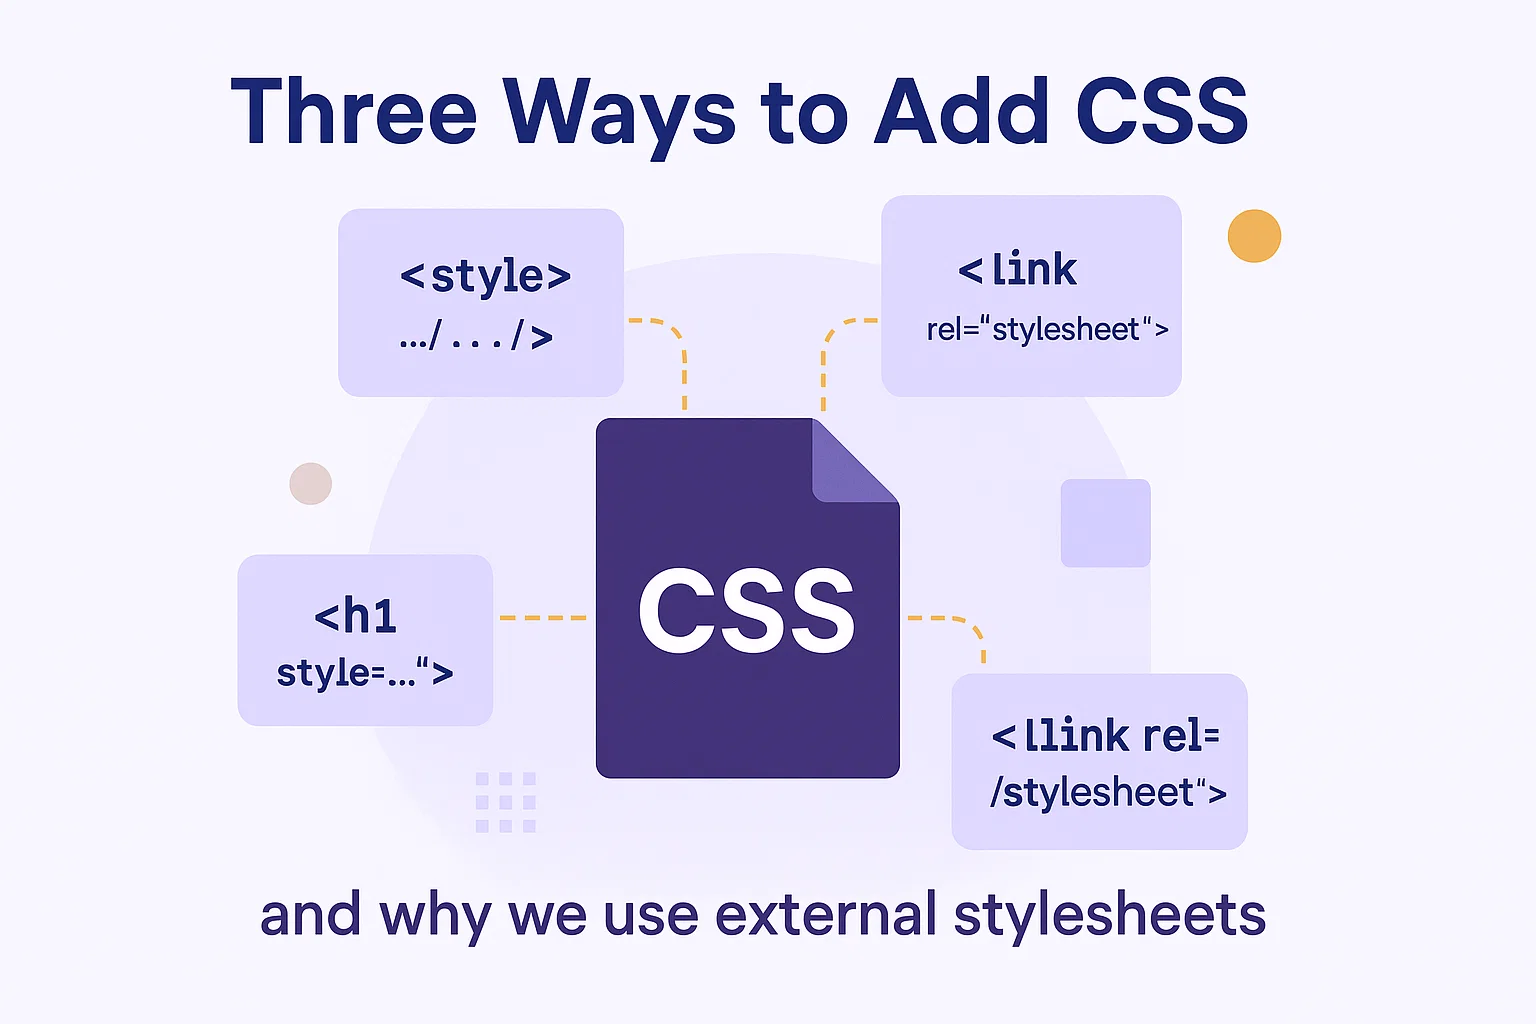 Three Ways to Add CSS
<style>
.../ . . . / >
<link
rel=“stylesheet“>
<h1
style=...“>
CSS
<llink rel=
/stylesheet“>
and why we use external stylesheets